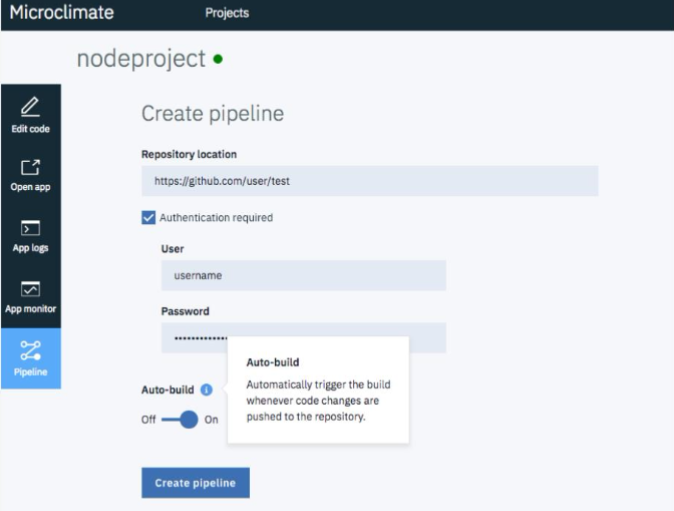 Microclimate Projects
nodeproject
Edit code
Open app
App logs
App monitor
Pipeline
Create pipeline
Repository location
https://github.com/user/test
Authentication required
User
username
Password
Auto-build
Off On
Auto-build
Automatically trigger the build
whenever code changes are
pushed to the repository.
Create pipeline